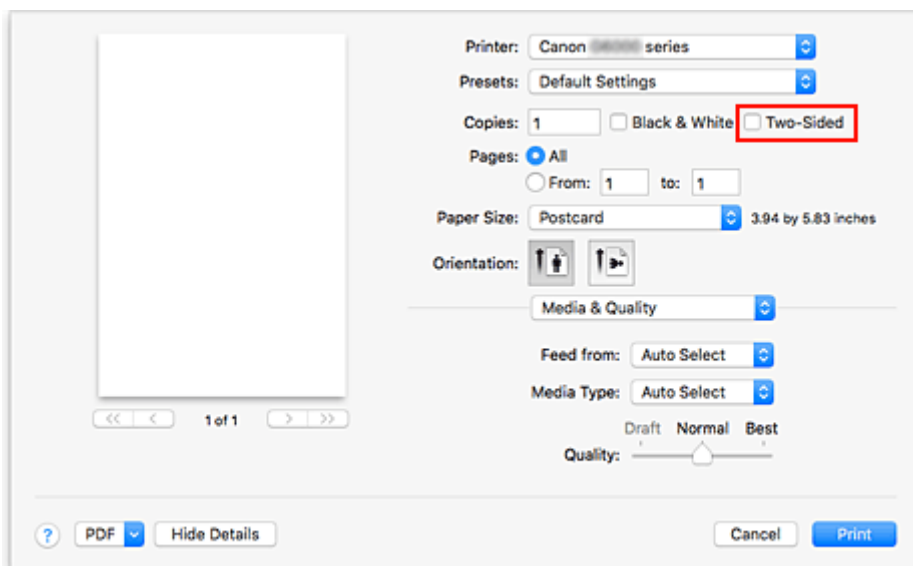 Printer: Canon series
Presets: Default Settings
Copies: 1 Black & White Two-Sided
Pages: All
From: 1 to: 1
Paper Size: Postcard 3.94 by 5.83 inches
Orientation:
Media & Quality
Feed from: Auto Select
Media Type: Auto Select
Draft Normal Best
Quality:
<< < 1 of 1 > >>
? PDF Hide Details Cancel Print